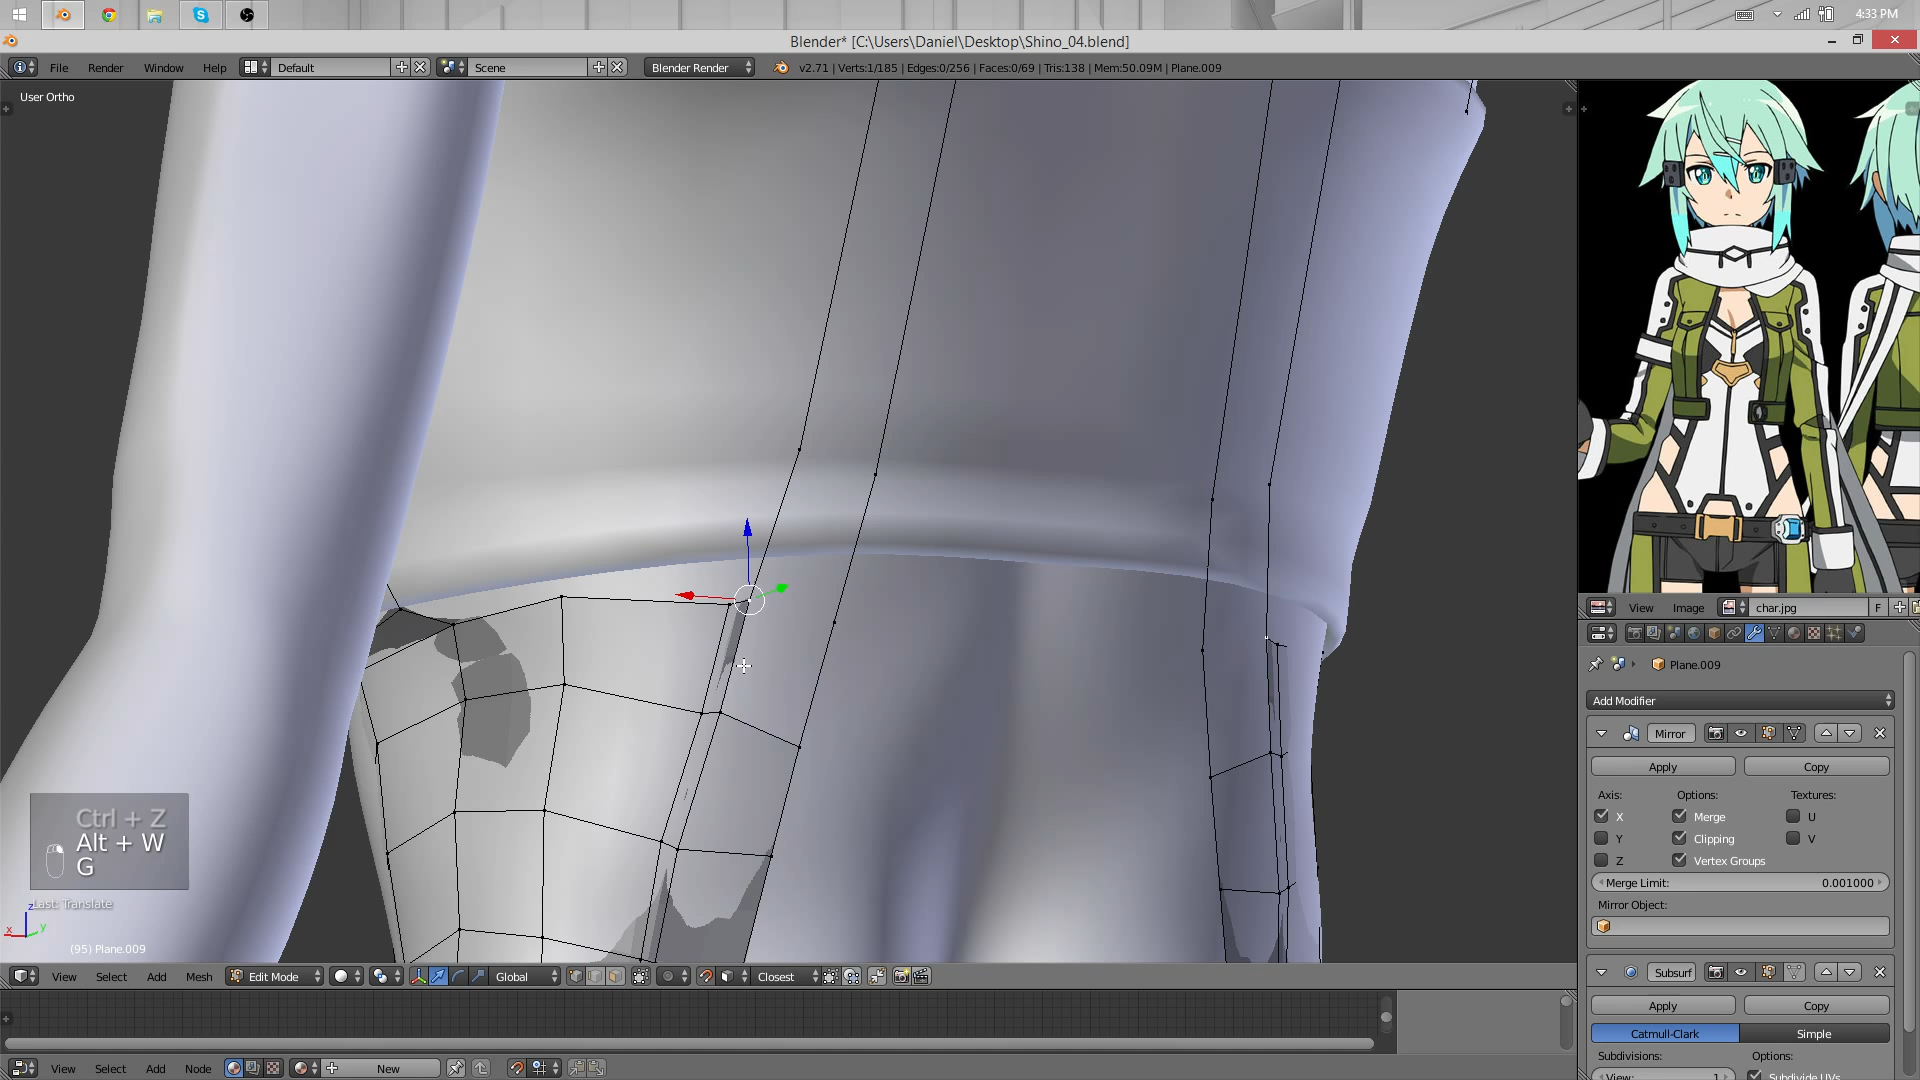 4:33 PM
Blender* [C:\Users\Daniel\Desktop\Shino_04.blend]
File Render Window Help Default Scene Blender Render v2.71 | Verts:1/185 | Edges:0/256 | Faces:0/69 | Tris:138 | Mem:50.09M | Plane.009
User Ortho
View Image char.jpg F
Plane.009
Add Modifier
Mirror
Apply Copy
Axis: Options: Textures:
X Merge U
Y Clipping V
Z Vertex Groups
Merge Limit: 0.001000
Mirror Object:
Ctrl + Z
Alt + W
G
Last: Translate
z
x y
(95) Plane.009
View Select Add Mesh Edit Mode Global Closest
Subsurf
Apply Copy
Catmull-Clark Simple
Subdivisions: Options:
View: 1 Subdivide UVs
View Select Add Node New